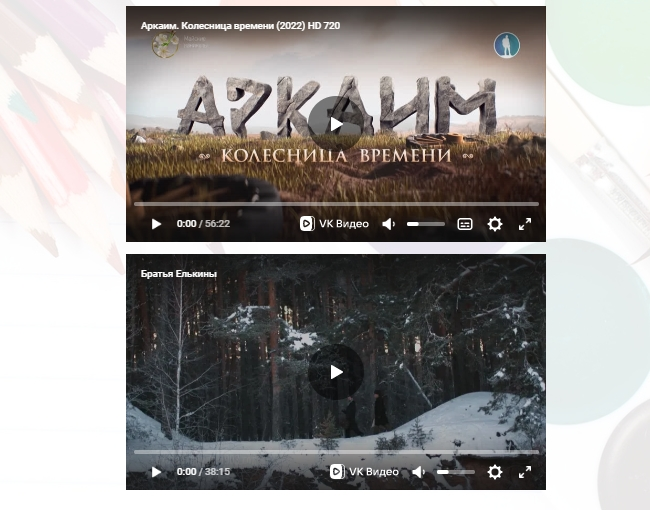 Аркаим. Колесница времени (2022) HD 720
АРКАИМ
КОЛЕСНИЦА ВРЕМЕНИ
0:00 / 56:22
VK Видео
Братья Елькины
0:00 / 38:15
VK Видео